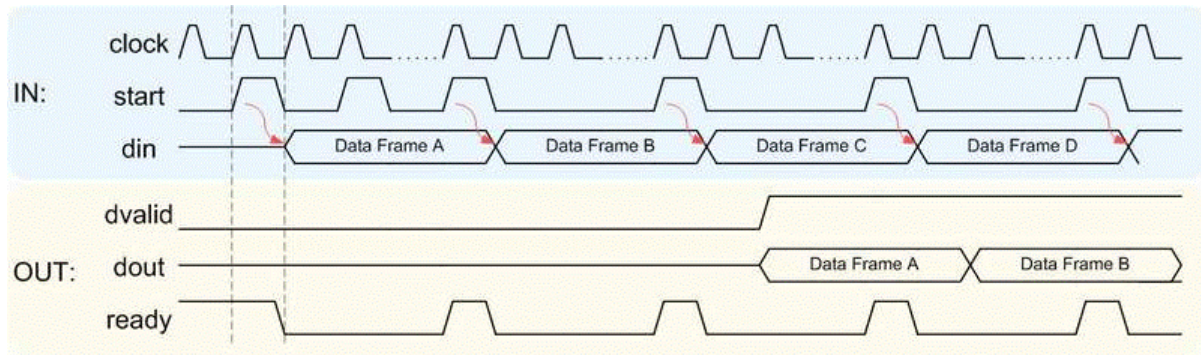 IN:
clock
start
din
Data Frame A
Data Frame B
Data Frame C
Data Frame D
OUT:
dvalid
dout
Data Frame A
Data Frame B
ready